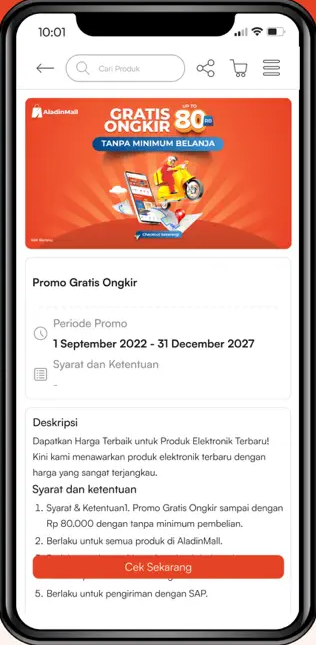 10:01
Cari Produk
AladinMall
GRATIS
ONGKIR
UP TO
80RB
TANPA MINIMUM BELANJA
Checkout Sekarang!
S&K Berlaku
Promo Gratis Ongkir
Periode Promo
1 September 2022 - 31 December 2027
Syarat dan Ketentuan
-
Deskripsi
Dapatkan Harga Terbaik untuk Produk Elektronik Terbaru!
Kini kami menawarkan produk elektronik terbaru dengan
harga yang sangat terjangkau.
Syarat dan ketentuan
1. Syarat & Ketentuan1. Promo Gratis Ongkir sampai dengan
Rp 80.000 dengan tanpa minimum pembelian.
2. Berlaku untuk semua produk di AladinMall.
Cek Sekarang
5. Berlaku untuk pengiriman dengan SAP.